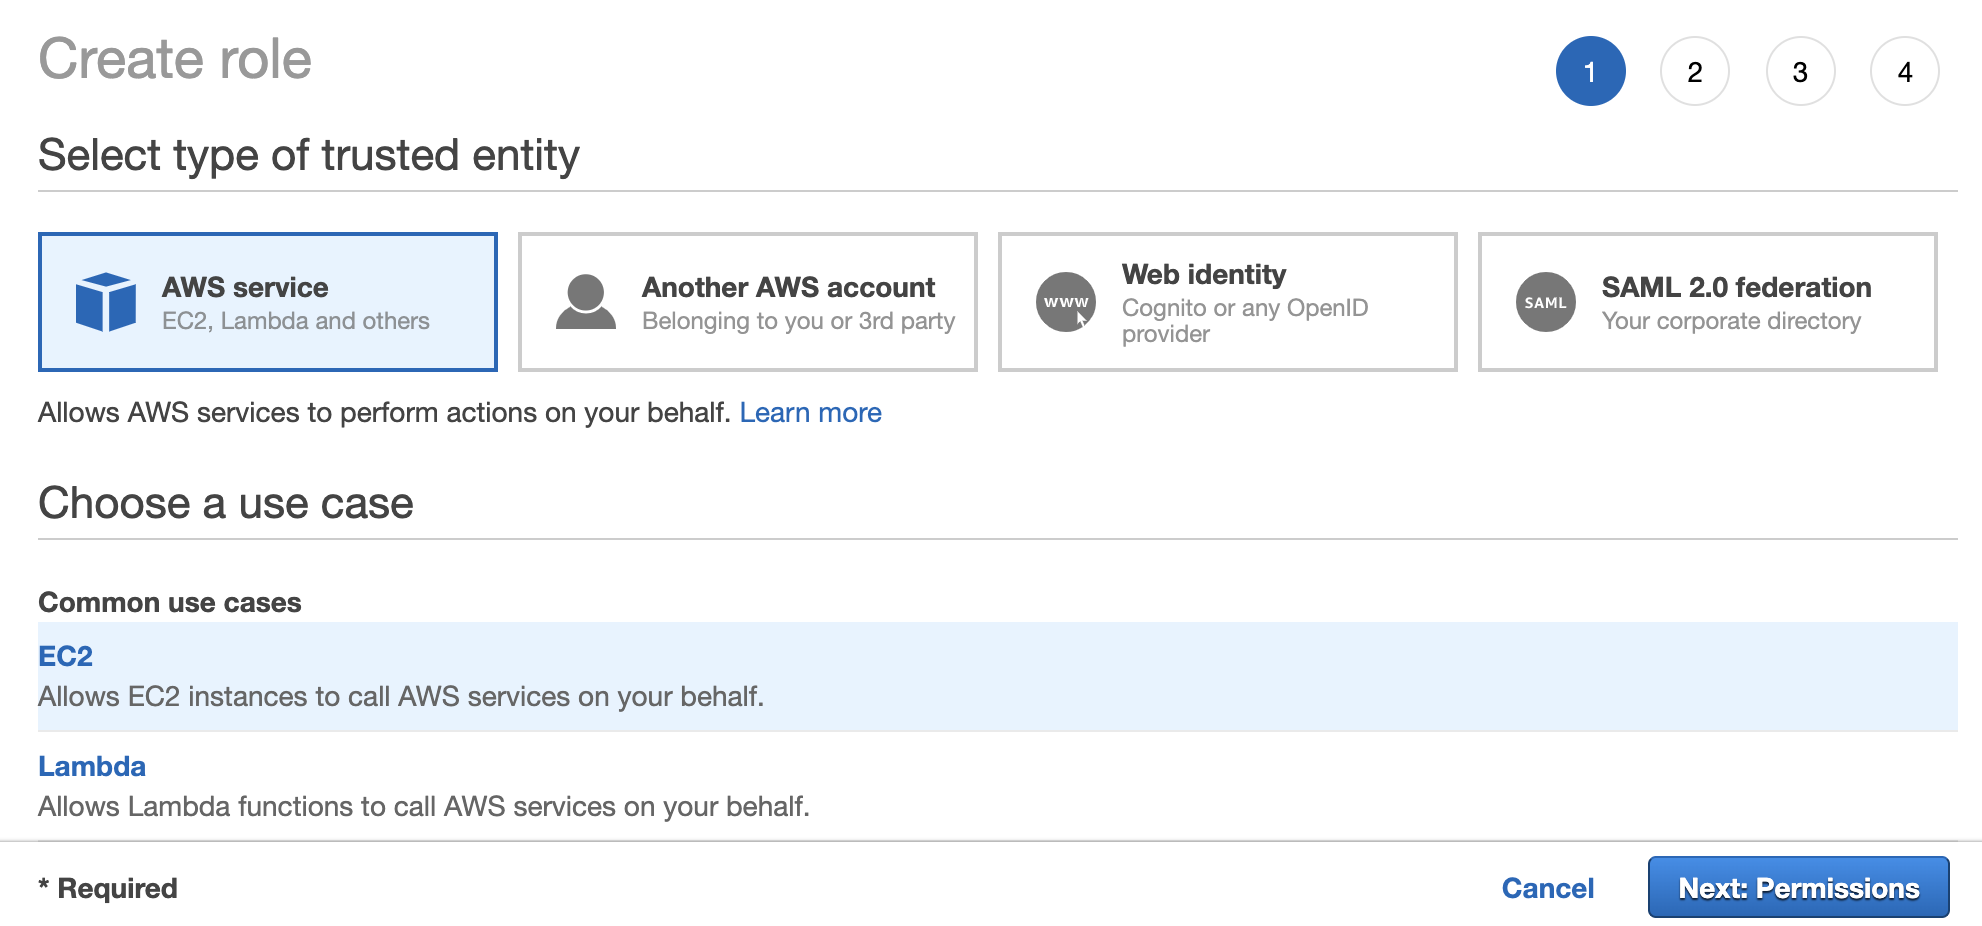 Create role
1 2 3 4
Select type of trusted entity
AWS service
EC2, Lambda and others
Another AWS account
Belonging to you or 3rd party
www
Web identity
Cognito or any OpenID
provider
SAML
SAML 2.0 federation
Your corporate directory
Allows AWS services to perform actions on your behalf. Learn more
Choose a use case
Common use cases
EC2
Allows EC2 instances to call AWS services on your behalf.
Lambda
Allows Lambda functions to call AWS services on your behalf.
* Required
Cancel
Next: Permissions